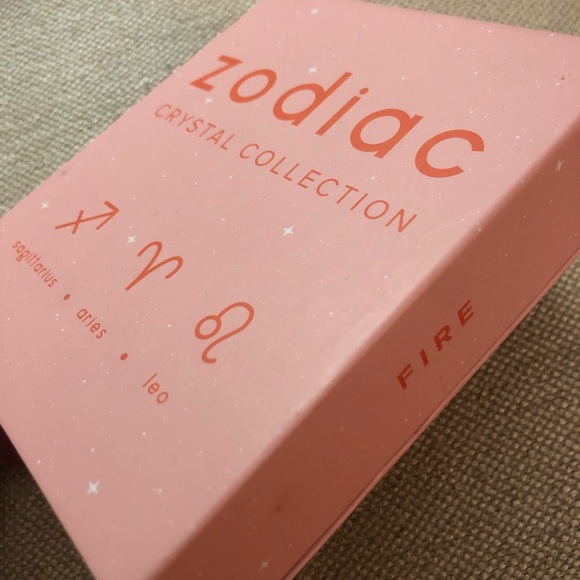 zodiac
CRYSTAL COLLECTION
sagittarius • aries • leo
FIRE